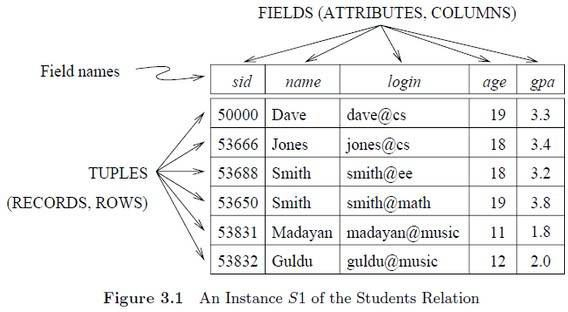 FIELDS (ATTRIBUTES, COLUMNS)
Field names
sid name login age gpa
50000 Dave dave@cs 19 3.3
53666 Jones jones@cs 18 3.4
53688 Smith smith@ee 18 3.2
TUPLES
53650 Smith smith@math 19 3.8
(RECORDS, ROWS)
53831 Madayan madayan@music 11 1.8
53832 Guldu guldu@music 12 2.0
Figure 3.1 An Instance S1 of the Students Relation